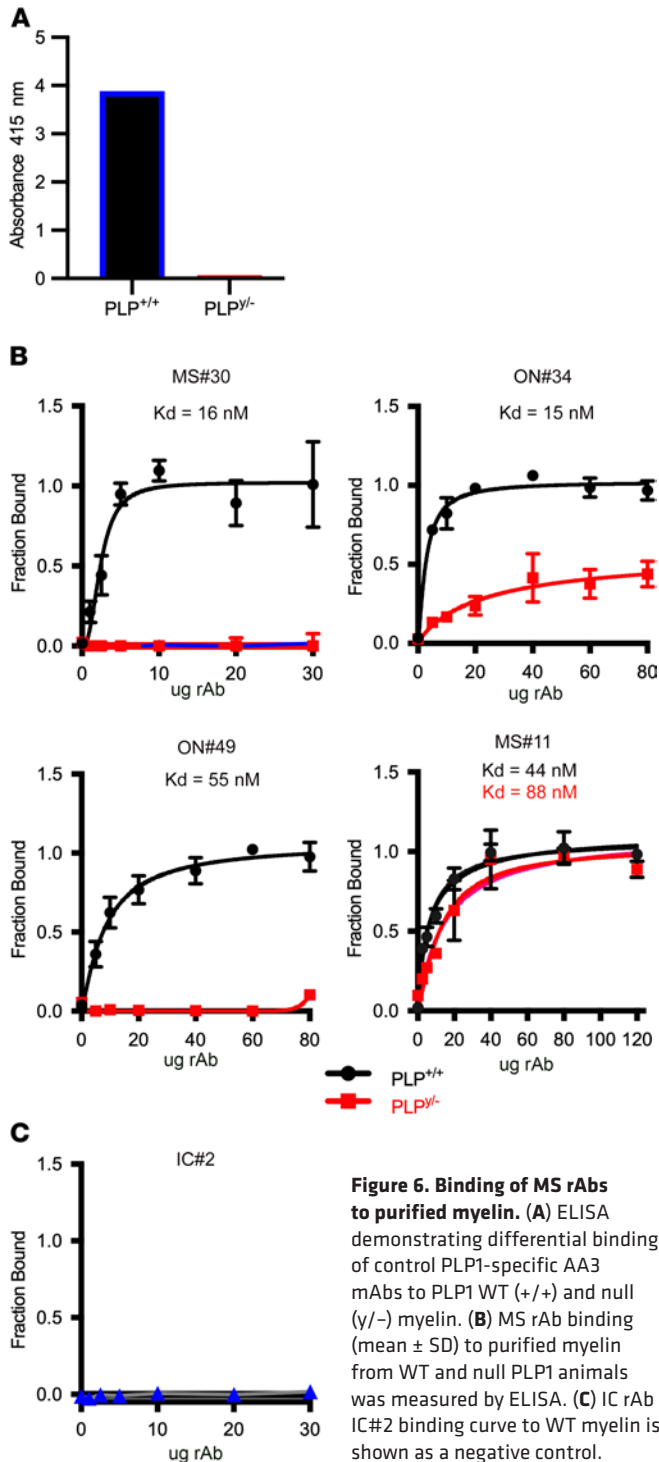 A
Absorbance 415 nm
5
4
3
2
1
0
PLP+/+
PLPy/-
B
MS#30
Kd = 16 nM
Fraction Bound
1.5
1.0
0.5
0.0
0 10 20 30
ug rAb
ON#34
Kd = 15 nM
Fraction Bound
1.5
1.0
0.5
0.0
0 20 40 60 80
ug rAb
ON#49
Kd = 55 nM
Fraction Bound
1.5
1.0
0.5
0.0
0 20 40 60 80
ug rAb
MS#11
Kd = 44 nM
Kd = 88 nM
Fraction Bound
1.5
1.0
0.5
0.0
0 20 40 60 80 100 120
ug rAb
PLP+/+
PLPy/-
C
IC#2
Fraction Bound
1.5
1.0
0.5
0.0
0 10 20 30
ug rAb
Figure 6. Binding of MS rAbs
to purified myelin. (A) ELISA
demonstrating differential binding
of control PLP1-specific AA3
mAbs to PLP1 WT (+/+) and null
(y/–) myelin. (B) MS rAb binding
(mean ± SD) to purified myelin
from WT and null PLP1 animals
was measured by ELISA. (C) IC rAb
IC#2 binding curve to WT myelin is
shown as a negative control.